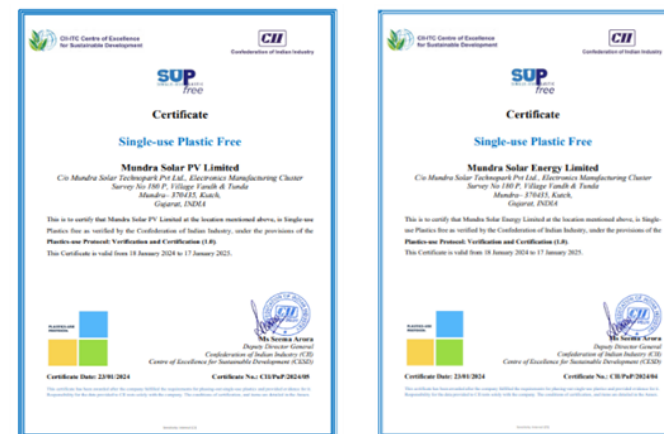 CII-ITC Centre of Excellence
for Sustainable Development
CII
Confederation of Indian Industry
SUP
free
Certificate
Single-use Plastic Free
Mundra Solar PV Limited
C/o Mundra Solar Technopark Pvt Ltd., Electronics Manufacturing Cluster
Survey No 180 P, Village Vandh & Tunda
Mundra- 370435, Kutch,
Gujarat, INDIA
This is to certify that Mundra Solar PV Limited at the location mentioned above, is Single-use
Plastics free as verified by the Confederation of Indian Industry, under the provisions of the
Plastics-use Protocol: Verification and Certification (1.0).
This Certificate is valid from 18 January 2024 to 17 January 2025.
PLASTICS-USE
PROTOCOL
CII
Ms Seema Arora
Deputy Director General
Confederation of Indian Industry (CII)
Centre of Excellence for Sustainable Development (CESD)
Certificate Date: 23/01/2024
Certificate No.: CII/PuP/2024/05
CII-ITC Centre of Excellence
for Sustainable Development
CII
Confederation of Indian Industry
SUP
free
Certificate
Single-use Plastic Free
Mundra Solar Energy Limited
C/o Mundra Solar Technopark Pvt Ltd., Electronics Manufacturing Cluster
Survey No 180 P, Village Vandh & Tunda
Mundra- 370435, Kutch,
Gujarat, INDIA
This is to certify that Mundra Solar Energy Limited at the location mentioned above, is Single-
use Plastics free as verified by the Confederation of Indian Industry, under the provisions of the
Plastics-use Protocol: Verification and Certification (1.0).
This Certificate is valid from 18 January 2024 to 17 January 2025.
PLASTICS-USE
PROTOCOL
CII
Ms Seema Arora
Deputy Director General
Confederation of Indian Industry (CII)
Centre of Excellence for Sustainable Development (CESD)
Certificate Date: 23/01/2024
Certificate No.: CII/PuP/2024/04